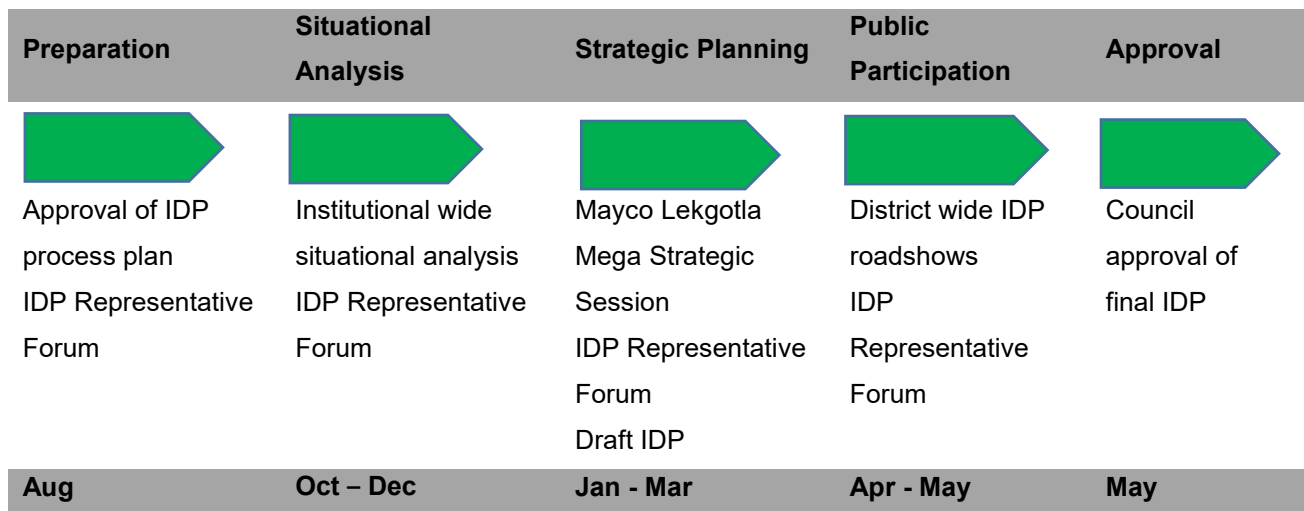 Preparation
Situational
Analysis
Strategic Planning
Public
Participation
Approval
Approval of IDP
process plan
IDP Representative
Forum
Institutional wide
situational analysis
IDP Representative
Forum
Mayco Lekgotla
Mega Strategic
Session
IDP Representative
Forum
Draft IDP
District wide IDP
roadshows
IDP
Representative
Forum
Council
approval of
final IDP
Aug
Oct – Dec
Jan - Mar
Apr - May
May